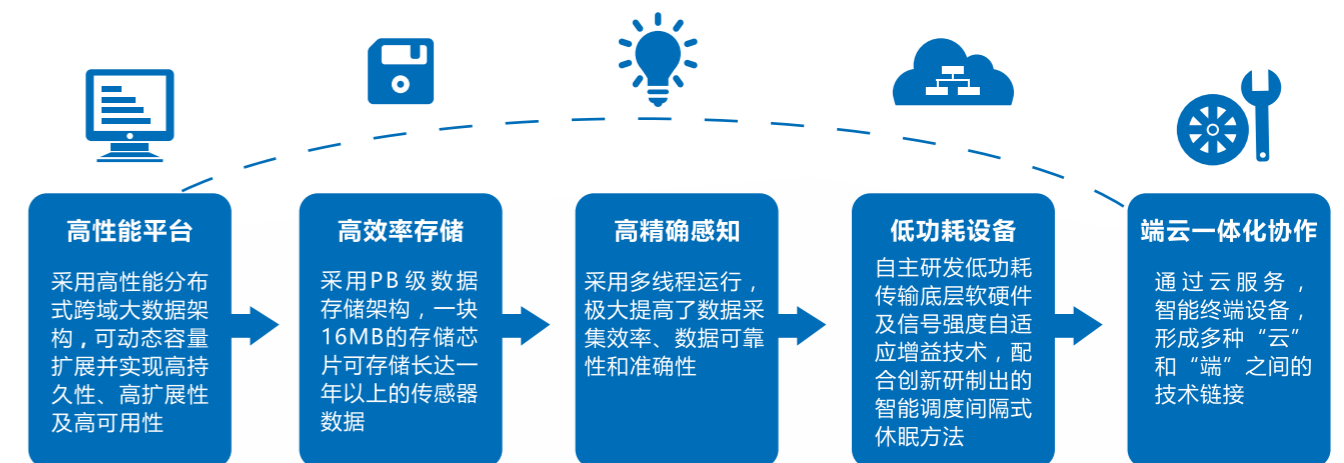 高性能平台
采用高性能分布
式跨域大数据架
构，可动态容量
扩展并实现高持
久性、高扩展性
及高可用性
高效率存储
采用PB级数据
存储架构，一块
16MB的存储芯
片可存储长达一
年以上的传感器
数据
高精确感知
采用多线程运行，
极大提高了数据采
集效率、数据可靠
性和准确性
低功耗设备
自主研发低功耗
传输底层软硬件
及信号强度自适
应增益技术，配
合创新研制出的
智能调度间隔式
休眠方法
端云一体化协作
通过云服务，
智能终端设备，
形成多种“云”
和“端”之间的
技术链接